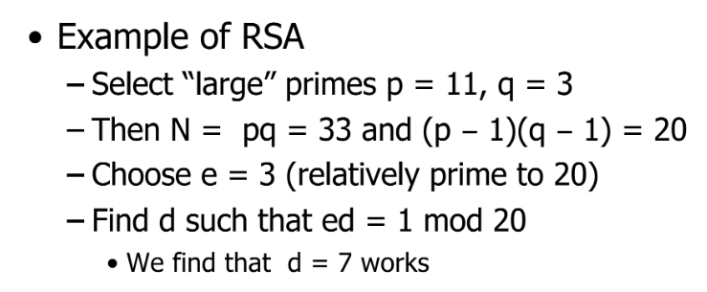 • Example of RSA
– Select “large” primes p = 11, q = 3
– Then N = pq = 33 and (p – 1)(q – 1) = 20
– Choose e = 3 (relatively prime to 20)
– Find d such that ed = 1 mod 20
• We find that d = 7 works